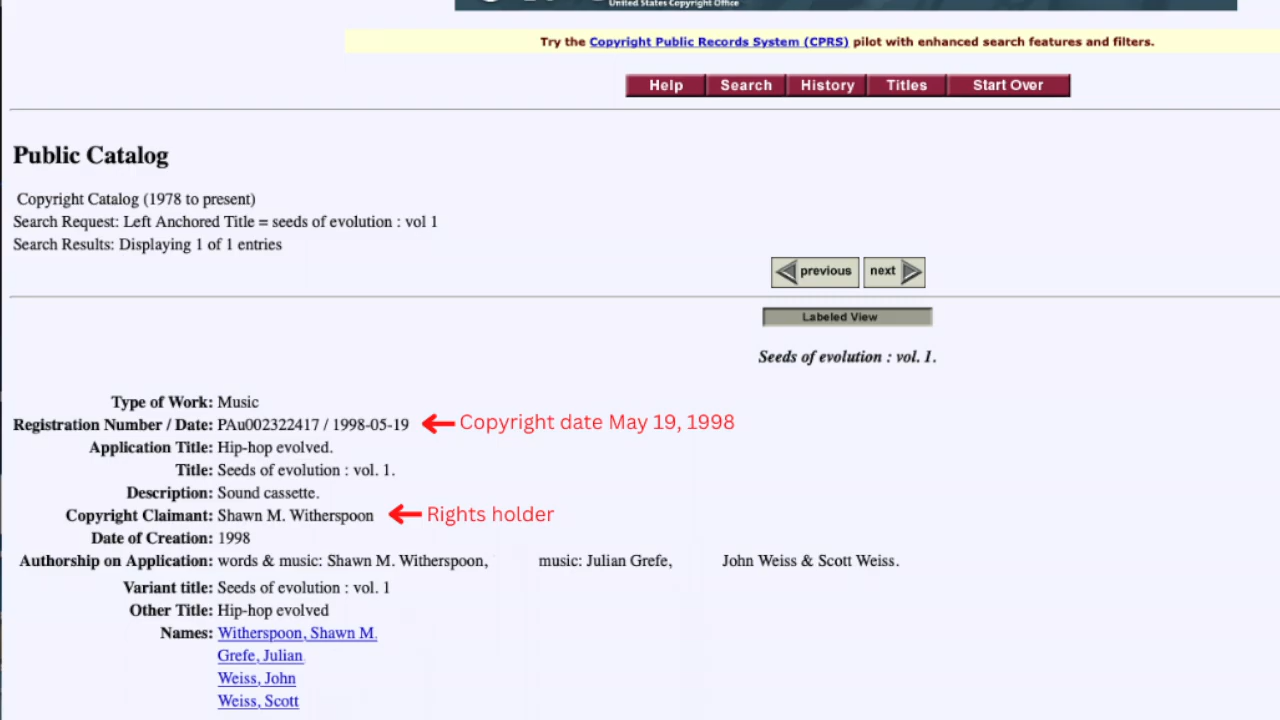 United States Copyright Office
Try the Copyright Public Records System (CPRS) pilot with enhanced search features and filters.
Help Search History Titles Start Over
Public Catalog
Copyright Catalog (1978 to present)
Search Request: Left Anchored Title = seeds of evolution : vol 1
Search Results: Displaying 1 of 1 entries
previous next
Labeled View
Seeds of evolution : vol. 1.
Type of Work: Music
Registration Number / Date: PAu002322417 / 1998-05-19 Copyright date May 19, 1998
Application Title: Hip-hop evolved.
Title: Seeds of evolution : vol. 1.
Description: Sound cassette.
Copyright Claimant: Shawn M. Witherspoon Rights holder
Date of Creation: 1998
Authorship on Application: words & music: Shawn M. Witherspoon, music: Julian Grefe, John Weiss & Scott Weiss.
Variant title: Seeds of evolution : vol. 1
Other Title: Hip-hop evolved
Names: Witherspoon, Shawn M.
Grefe, Julian
Weiss, John
Weiss, Scott